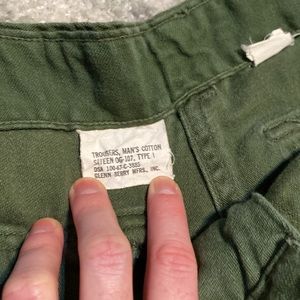 TROUSERS, MAN'S COTTON
SATEEN OG 107, TYPE I
DSA 100-67-C-3885
GLENN BERRY MFRS., INC.